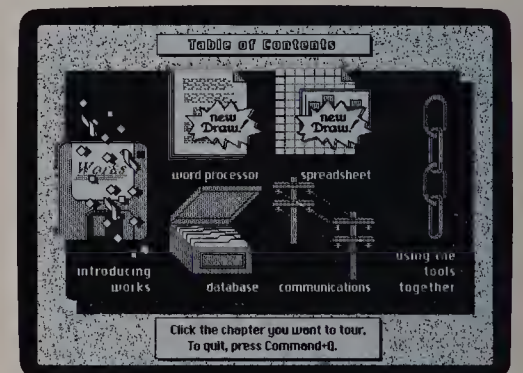 Table of Contents
Works
new
Draw!
new
Draw!
word processor
spreadsheet
introducing
works
database
communications
using the
tools
together
Click the chapter you want to tour.
To quit, press Command+Q.